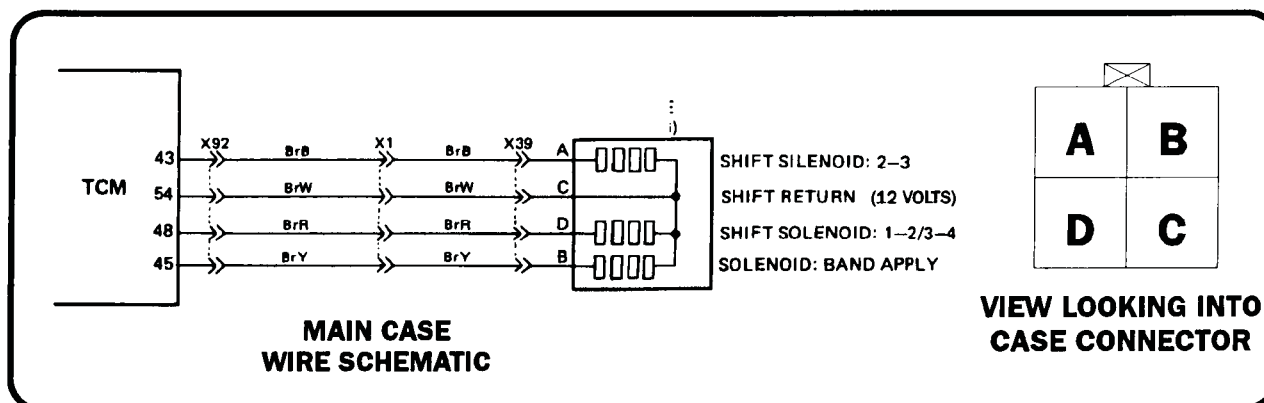 TCM
43 X92 BrB X1 BrB X39 A SHIFT SILENOID: 2–3
54 BrW BrW C SHIFT RETURN (12 VOLTS)
48 BrR BrR D SHIFT SOLENOID: 1–2/3–4
45 BrY BrY B SOLENOID: BAND APPLY
i)
MAIN CASE
WIRE SCHEMATIC
A B
D C
VIEW LOOKING INTO
CASE CONNECTOR